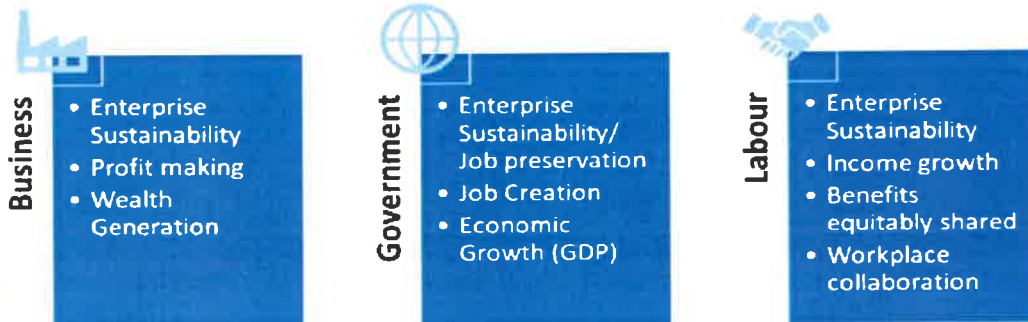 Business
• Enterprise
Sustainability
• Profit making
• Wealth
Generation
Government
• Enterprise
Sustainability/
Job preservation
• Job Creation
• Economic
Growth (GDP)
Labour
• Enterprise
Sustainability
• Income growth
• Benefits
equitably shared
• Workplace
collaboration